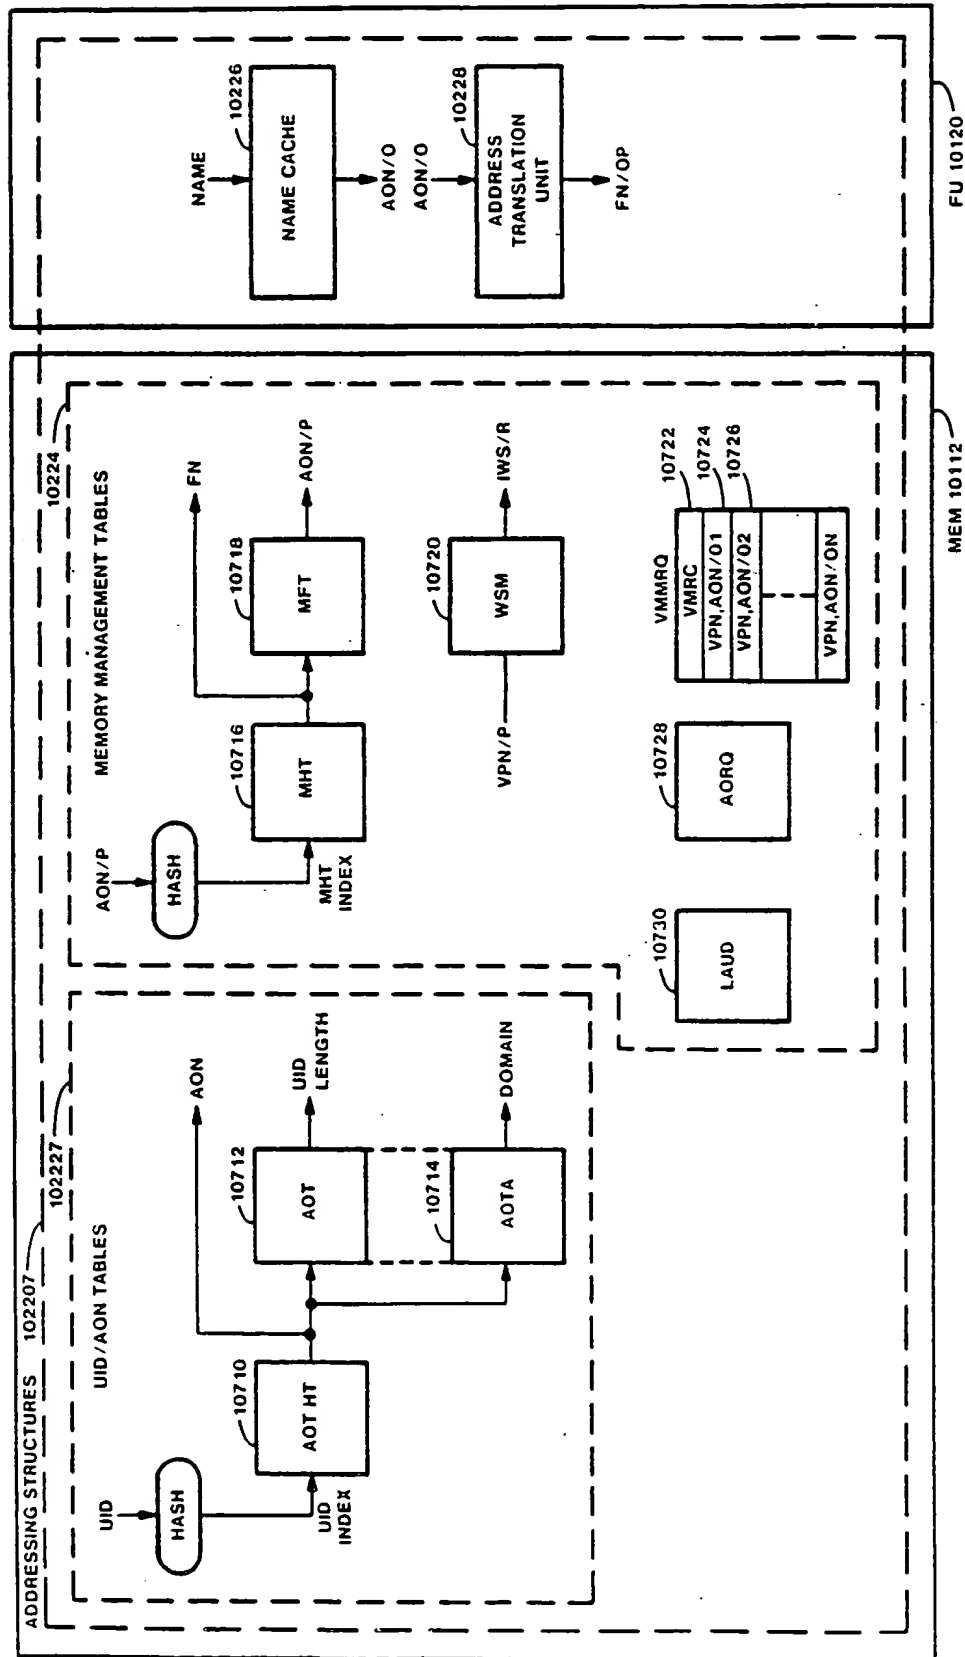 ADDRESSING STRUCTURES 102207
102227
UID/AON TABLES
UID
HASH
UID
INDEX
10710
AOT HT
AON
10712
AOT
UID
LENGTH
10714
AOTA
DOMAIN
10224
MEMORY MANAGEMENT TABLES
AON/P
HASH
MHT
INDEX
10716
MHT
FN
10718
MFT
AON/P
VPN/P
10720
WSM
IWS/R
10730
LAUD
10728
AORQ
VMMRQ
VMRC
VPN,AON/O1
VPN,AON/O2
VPN,AON/ON
10722
10724
10726
MEM 10112
NAME
10226
NAME CACHE
AON/O
AON/O
10228
ADDRESS
TRANSLATION
UNIT
FN/OP
FU 10120